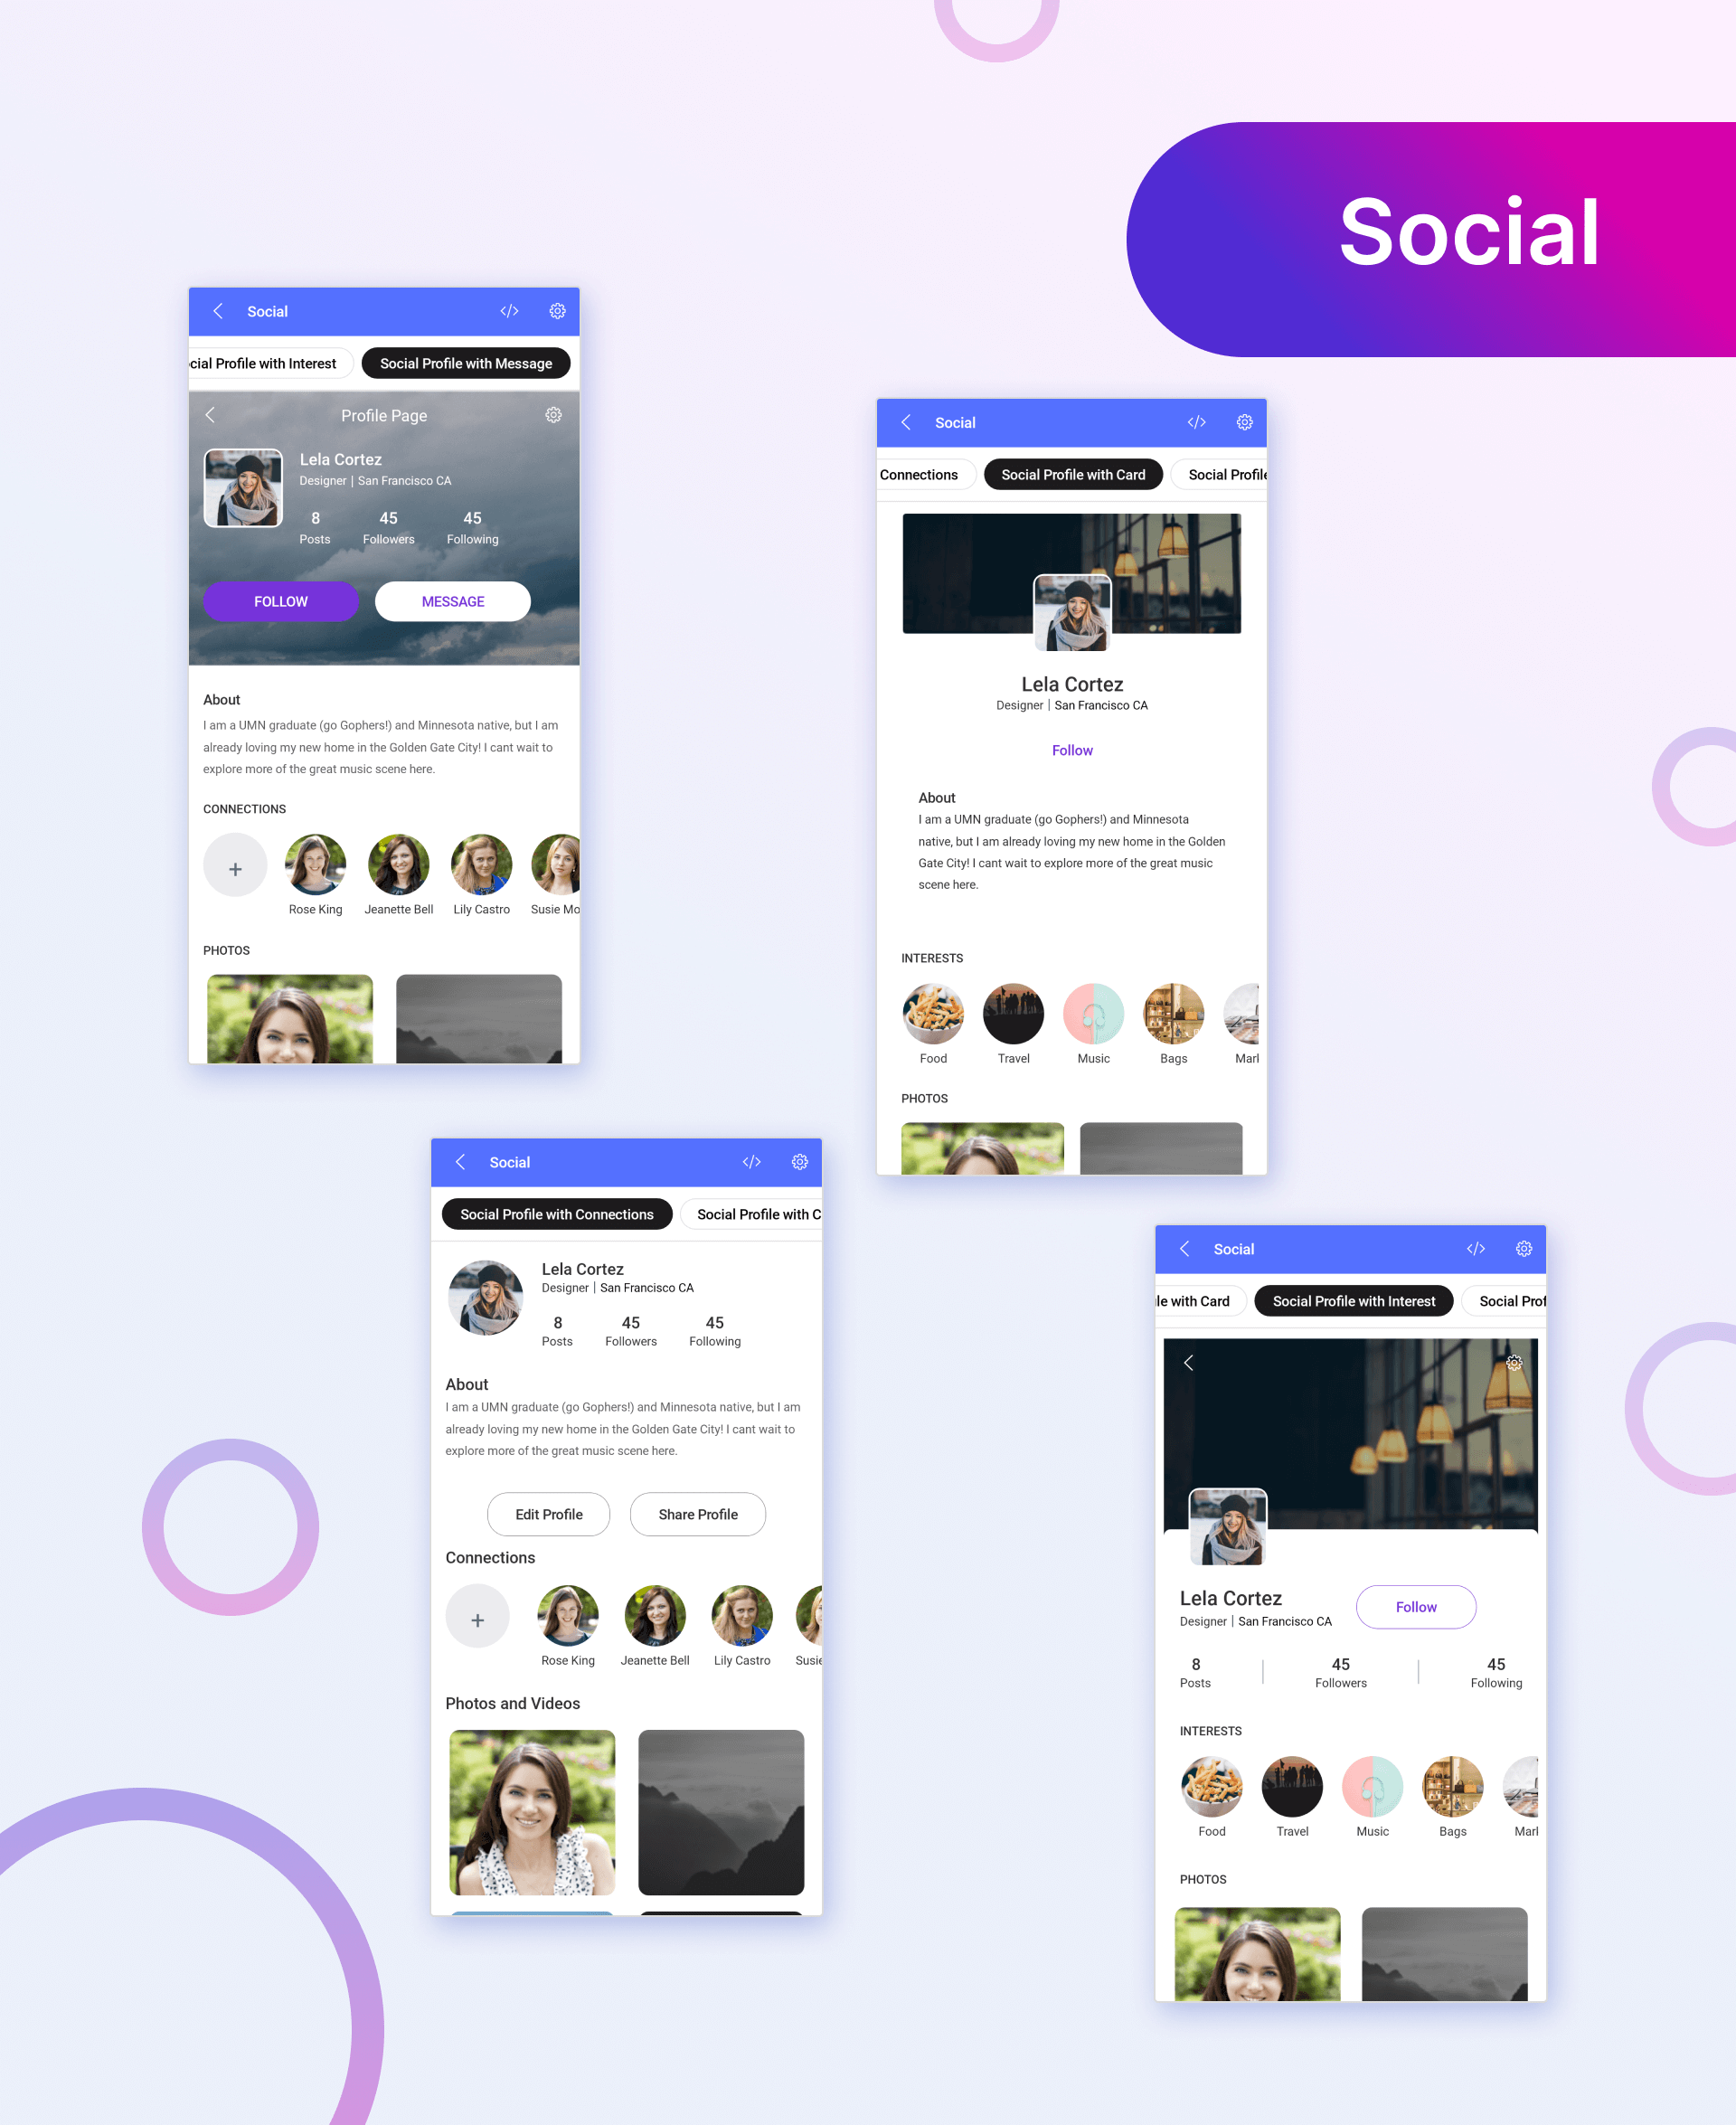 Social
Social
</>
cial Profile with Interest
Social Profile with Message
Profile Page
Lela Cortez
Designer | San Francisco CA
8
45
45
Posts
Followers
Following
FOLLOW
MESSAGE
About
I am a UMN graduate (go Gophers!) and Minnesota native, but I am
already loving my new home in the Golden Gate City! I cant wait to
explore more of the great music scene here.
CONNECTIONS
+
Rose King
Jeanette Bell
Lily Castro
Susie Mo
PHOTOS
Social
</>
Connections
Social Profile with Card
Social Profile
Lela Cortez
Designer | San Francisco CA
Follow
About
I am a UMN graduate (go Gophers!) and Minnesota
native, but I am already loving my new home in the Golden
Gate City! I cant wait to explore more of the great music
scene here.
INTERESTS
Food
Travel
Music
Bags
Marl
PHOTOS
Social
</>
Social Profile with Connections
Social Profile with C
Lela Cortez
Designer | San Francisco CA
8
45
45
Posts
Followers
Following
About
I am a UMN graduate (go Gophers!) and Minnesota native, but I am
already loving my new home in the Golden Gate City! I cant wait to
explore more of the great music scene here.
Edit Profile
Share Profile
Connections
+
Rose King
Jeanette Bell
Lily Castro
Susie
Photos and Videos
Social
</>
le with Card
Social Profile with Interest
Social Prof
Lela Cortez
Designer | San Francisco CA
Follow
8
45
45
Posts
Followers
Following
INTERESTS
Food
Travel
Music
Bags
Marl
PHOTOS